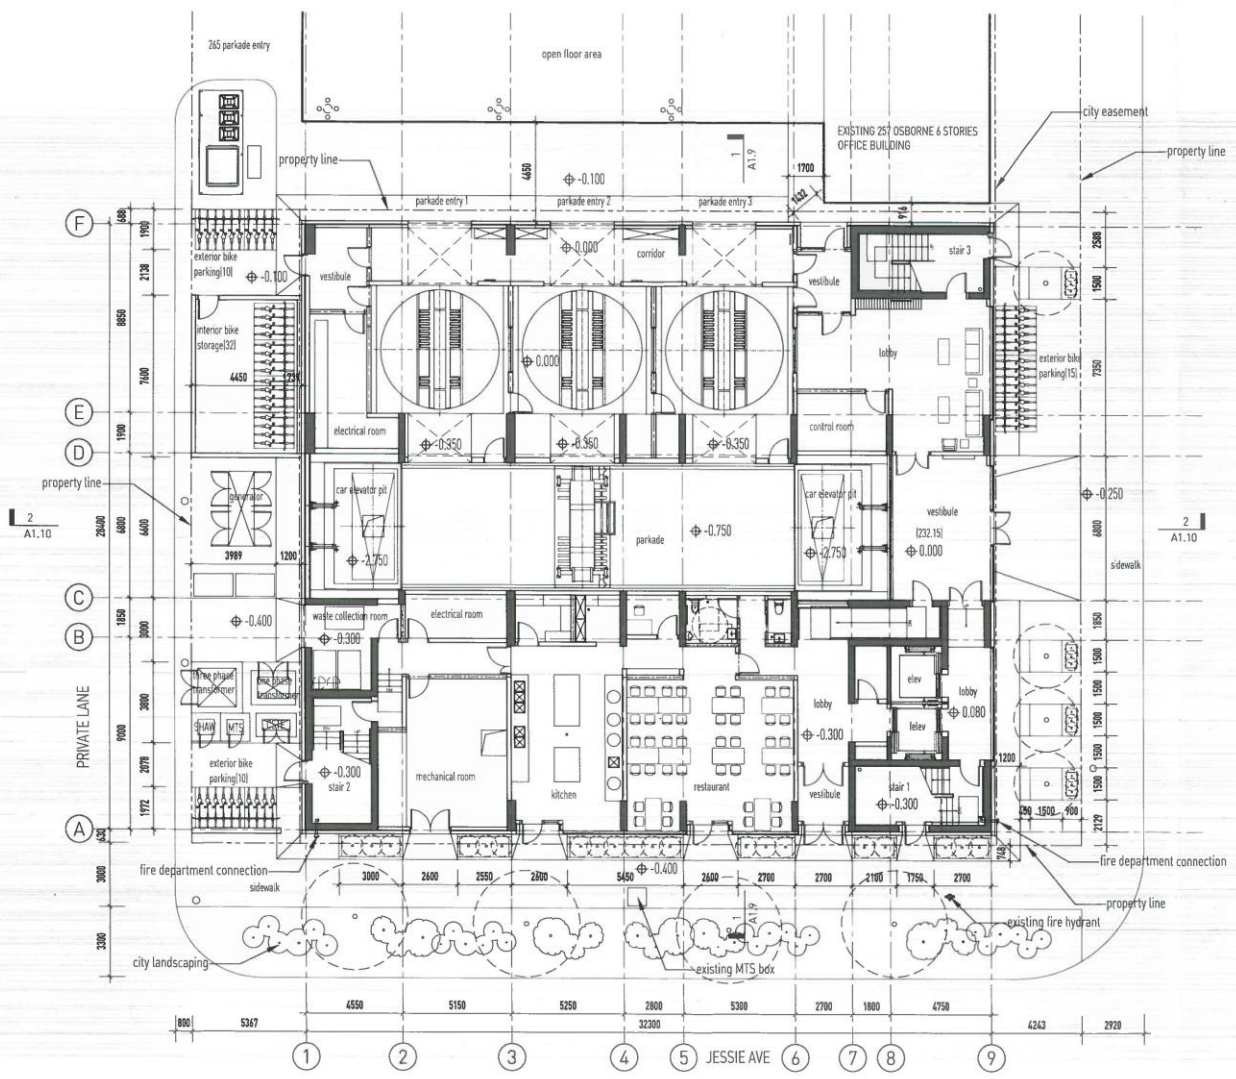 265 parkade entry
open floor area
city easement
EXISTING 257 OSBORNE 6 STORIES
OFFICE BUILDING
property line
1
A1.9
property line
4650
1700
-0.100
1432
parkade entry 1
parkade entry 2
parkade entry 3
916
F
680
1900
2138
8850
7600
1900
exterior bike
parking(10)
-0.100
vestibule
0.000
corridor
vestibule
stair 3
2588
1500
interior bike
storage(32)
4450
0.000
lobby
exterior bike
parking(15)
7350
E
D
electrical room
-0.350
-0.350
-0.350
control room
property line
generator
car elevator pit
car elevator pit
-0.250
2
A1.10
28400
6800
6600
3989
1200
-2.750
parkade
-0.750
-2.750
vestibule
(232.15)
0.000
6800
2
A1.10
sidewalk
C
B
1850
3000
-0.400
waste collection room
-0.300
electrical room
1850
three phase
transformer
one phase
transformer
elev
lobby
0.080
1500
1500
1500
1500
1500
SHAW
MTS
lobby
-0.300
elev
PRIVATE LANE
9000
3800
2078
1972
exterior bike
parking(10)
-0.300
stair 2
mechanical room
kitchen
restaurant
vestibule
stair 1
-0.300
1200
450
1500
900
2129
A
530
3000
3300
fire department connection
sidewalk
-0.400
748
fire department connection
3000
2600
2550
2600
5450
2600
2700
2700
2100
1750
2700
property line
1
A1.9
existing fire hydrant
city landscaping
existing MTS box
4550
5150
5250
2800
5300
2700
1800
4750
800
5367
32300
4243
2920
1
2
3
4
5
JESSIE AVE
6
7
8
9